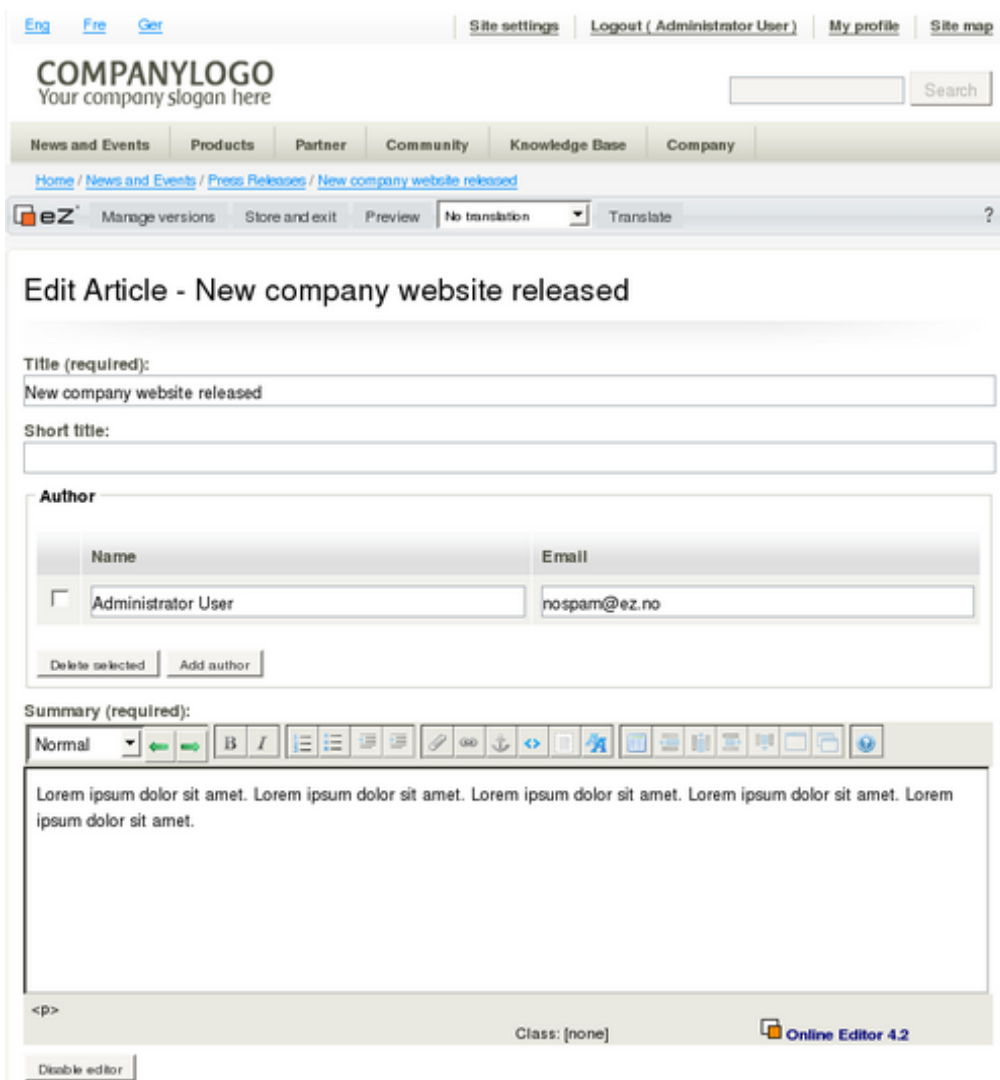 Eng Fre Ger Site settings Logout ( Administrator User ) My profile Site map
COMPANYLOGO
Your company slogan here
Search
News and Events Products Partner Community Knowledge Base Company
Home / News and Events / Press Releases / New company website released
eZ Manage versions Store and exit Preview No translation Translate ?
Edit Article - New company website released
Title (required):
New company website released
Short title:
Author
Name Email
Administrator User nospam@ez.no
Delete selected Add author
Summary (required):
Normal B I
Lorem ipsum dolor sit amet. Lorem ipsum dolor sit amet. Lorem ipsum dolor sit amet. Lorem ipsum dolor sit amet. Lorem
ipsum dolor sit amet.
<p>
Class: [none] Online Editor 4.2
Disable editor